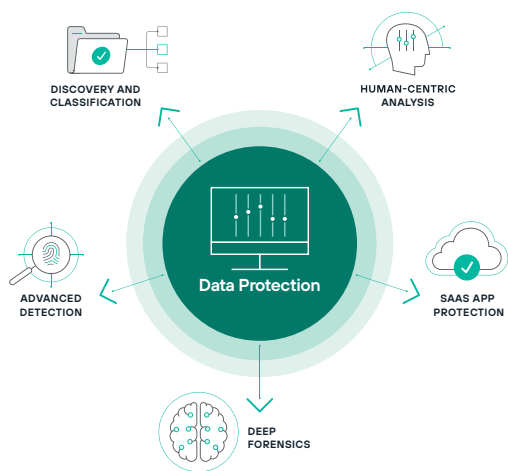 DISCOVERY AND
CLASSIFICATION
HUMAN-CENTRIC
ANALYSIS
Data Protection
ADVANCED
DETECTION
SAAS APP
PROTECTION
DEEP
FORENSICS